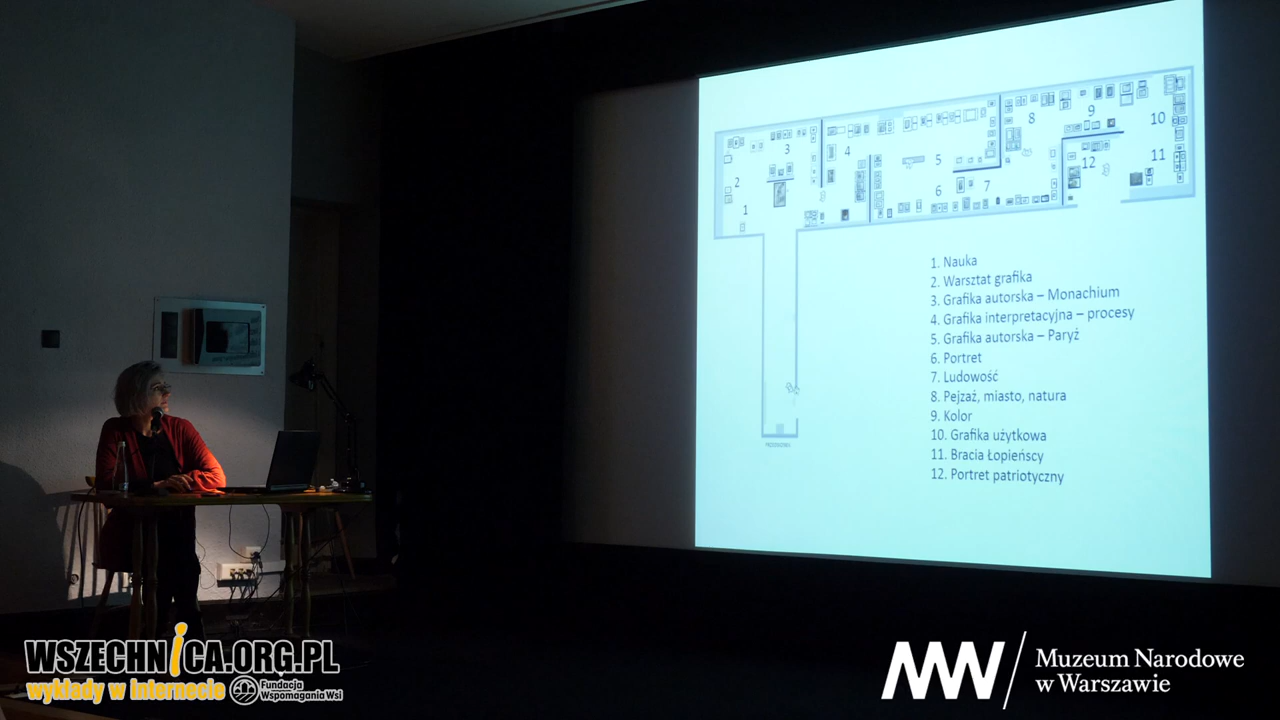 1
2
3
4
5
6
7
8
9
10
11
12
1. Nauka
2. Warsztat grafika
3. Grafika autorska – Monachium
4. Grafika interpretacyjna – procesy
5. Grafika autorska – Paryż
6. Portret
7. Ludowość
8. Pejzaż, miasto, natura
9. Kolor
10. Grafika użytkowa
11. Bracia Łopieńscy
12. Portret patriotyczny
WSZECHNICA.ORG.PL
wykłady w Internecie
Fundacja
Wspomagania Wsi
Muzeum Narodowe
w Warszawie